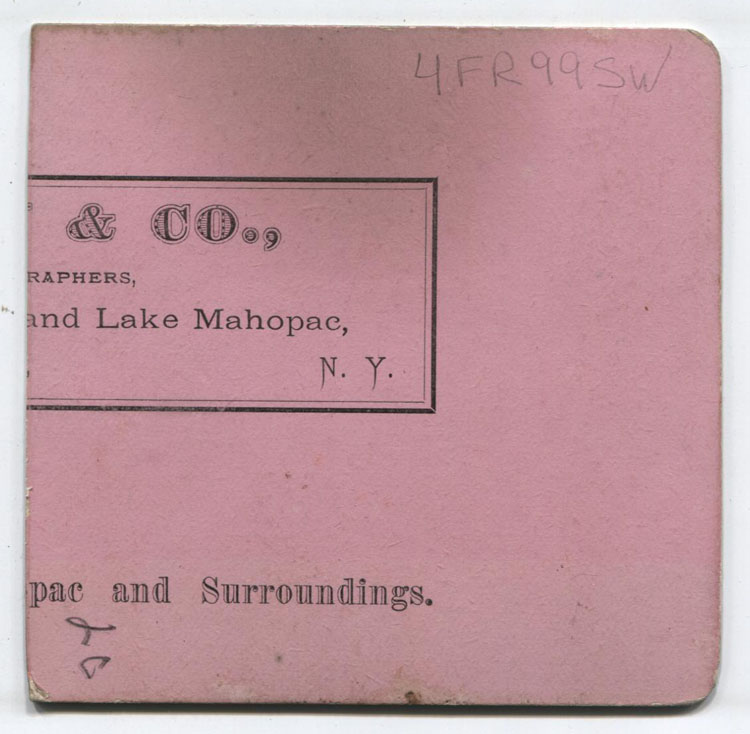 4FR99SW
& CO.,
RAPHERS,
and Lake Mahopac,
N. Y.
pac and Surroundings.